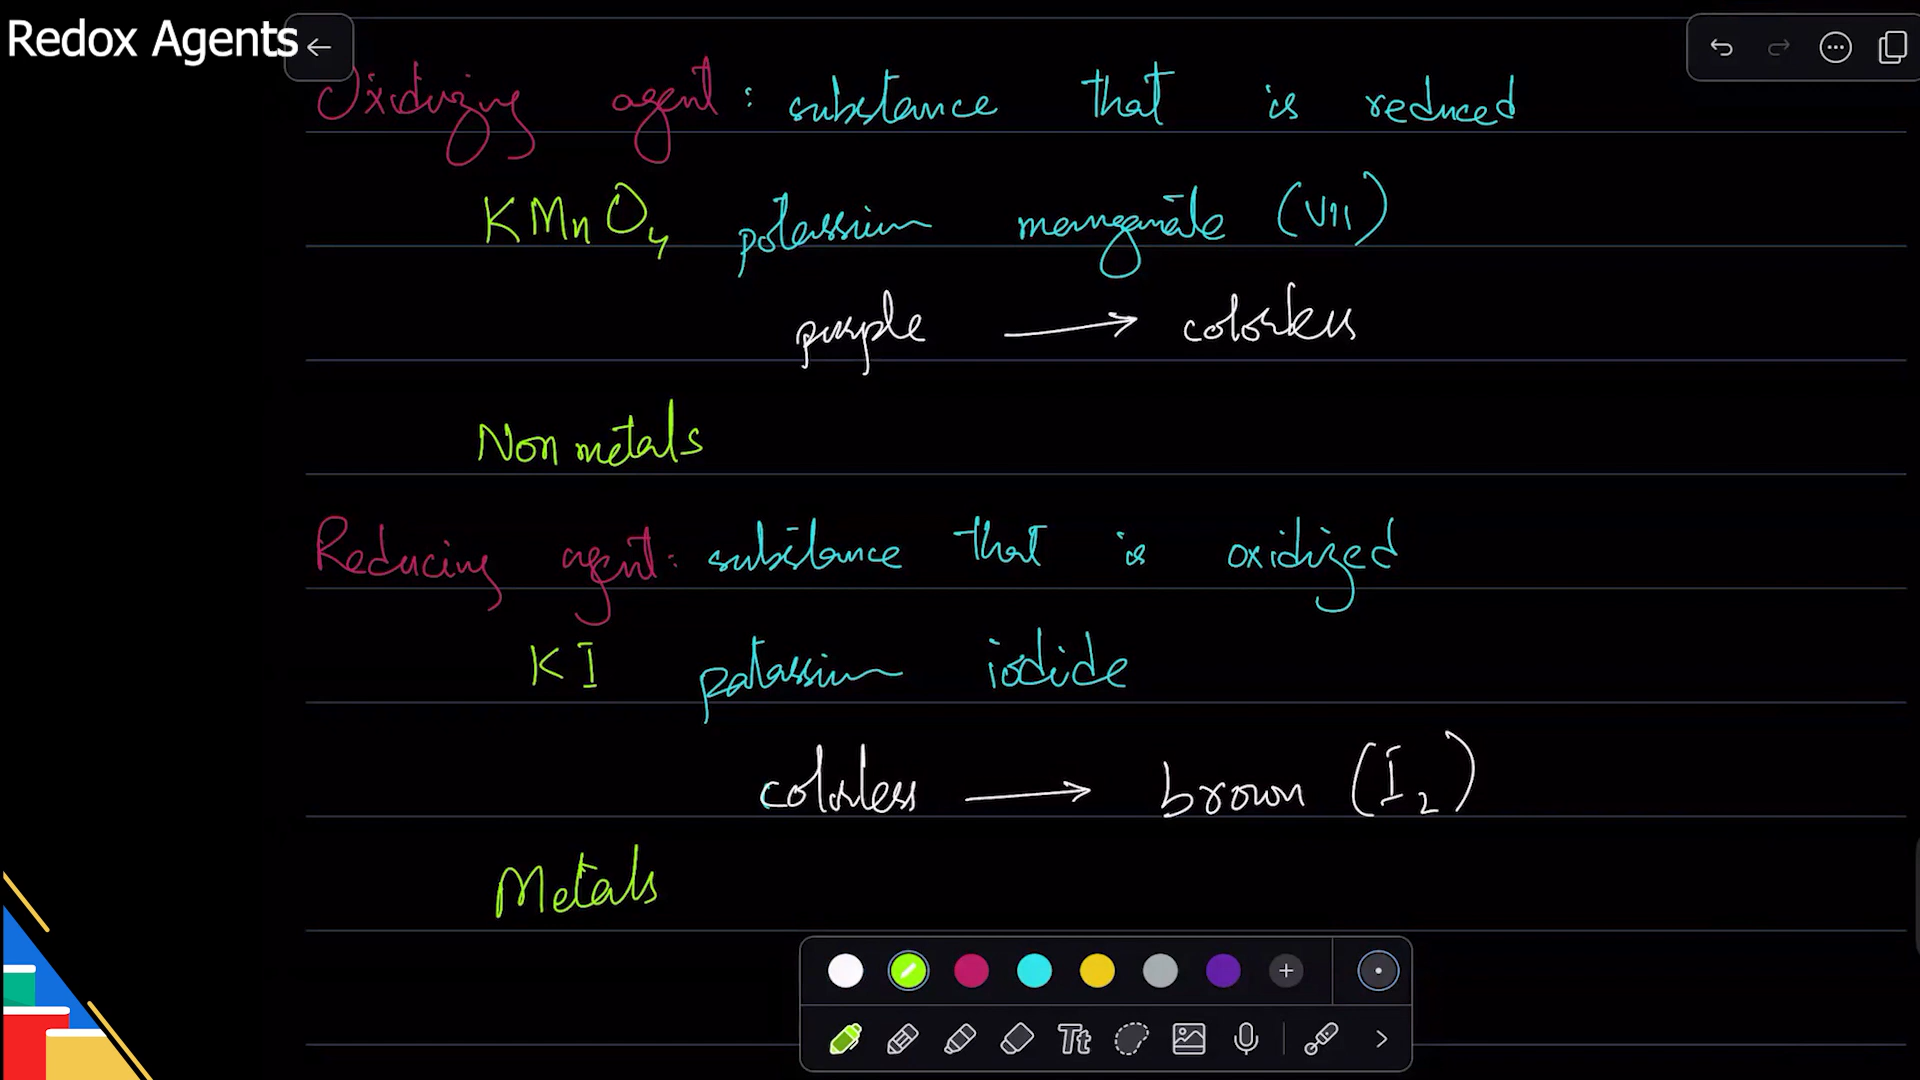 Redox Agents
Oxidizing agent: substance that is reduced
KMnO4 potassium manganate (VII)
purple → colorless
Non metals
Reducing agent: substance that is oxidized
KI potassium iodide
colorless → brown (I2)
Metals
Tt